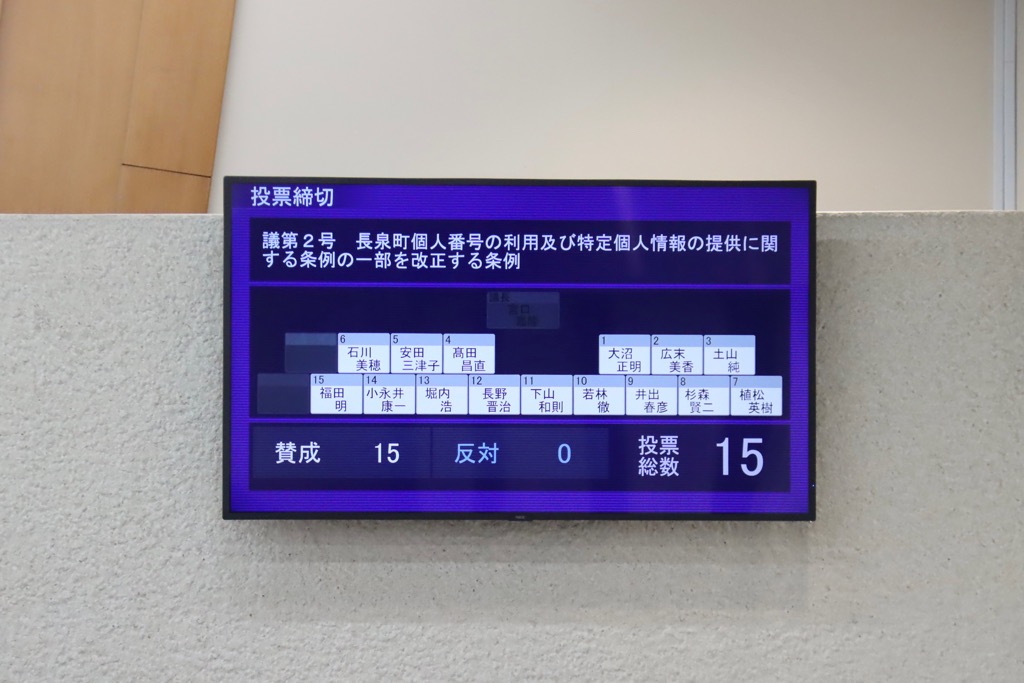 投票締切
議第２号　長泉町個人番号の利用及び特定個人情報の提供に関
する条例の一部を改正する条例
議長
6 5 4 1 2 3
石川 安田 髙田 大沼 広末 土山
美穂 三津子 昌直 正明 美香 純
15 14 13 12 11 10 9 8 7
福田 小永井 堀内 長野 下山 若林 井出 杉森 植松
明 康一 浩 晋治 和則 徹 春彦 賢二 英樹
賛成 15 反対 0 投票 15
総数